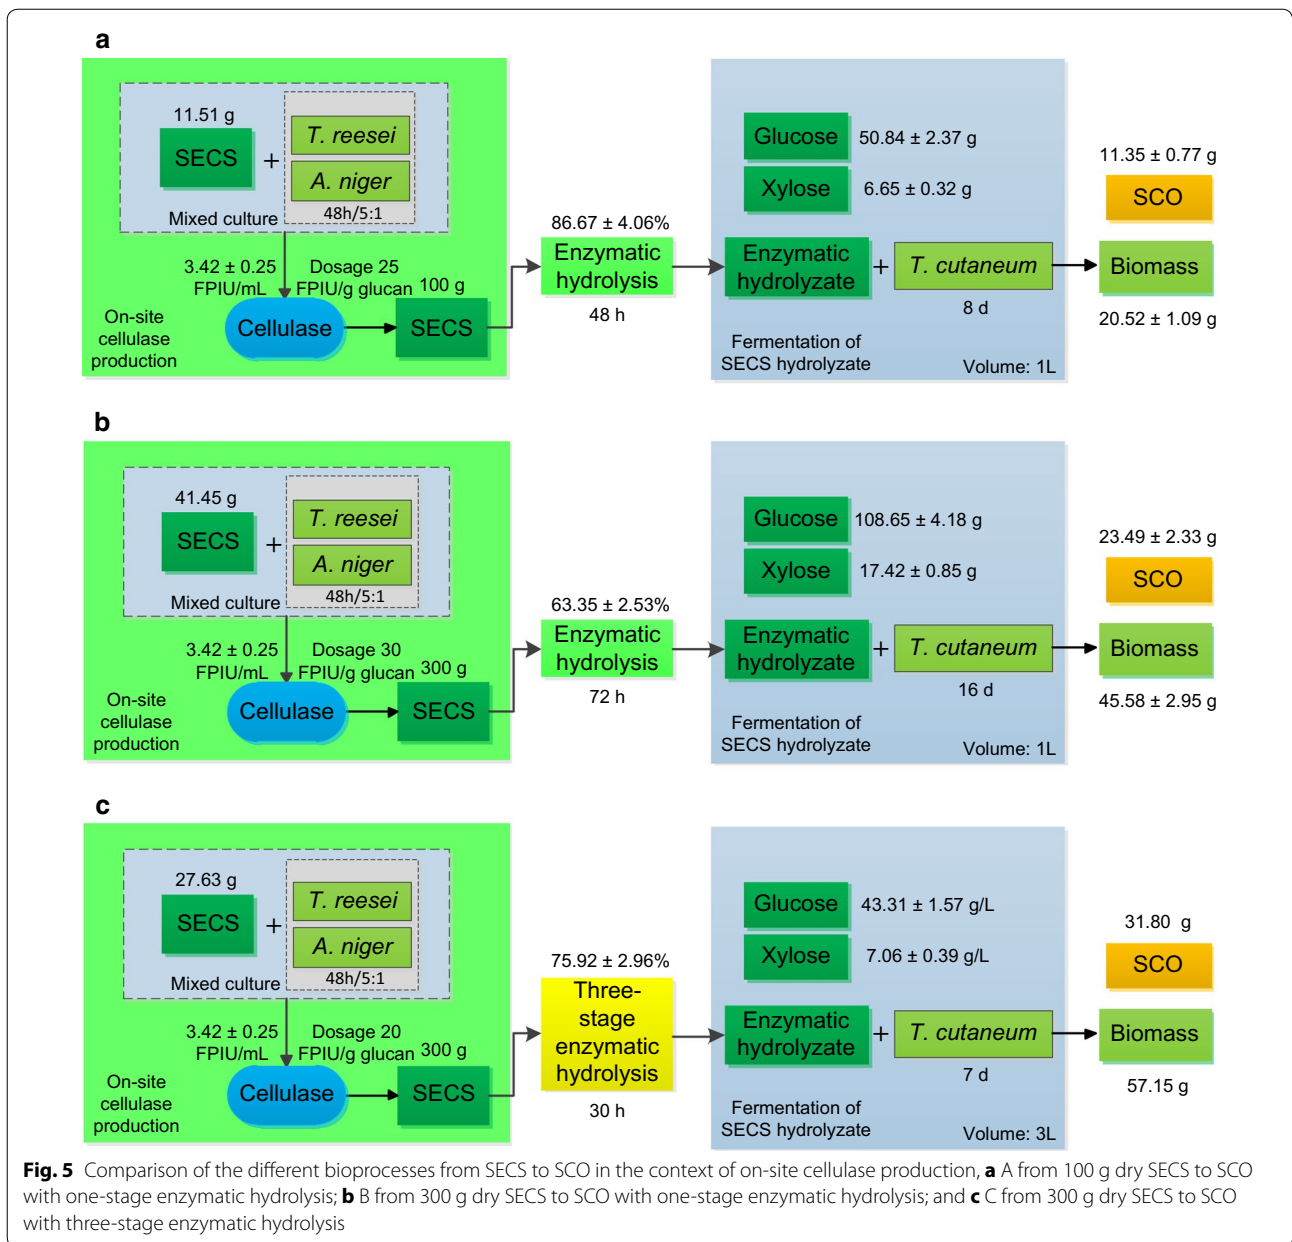 a
11.51 g
SECS
+
T. reesei
A. niger
48h/5:1
Mixed culture
3.42 ± 0.25
FPIU/mL
Dosage 25
FPIU/g glucan
100 g
On-site
cellulase
production
Cellulase
SECS
86.67 ± 4.06%
Enzymatic
hydrolysis
48 h
Glucose
50.84 ± 2.37 g
Xylose
6.65 ± 0.32 g
Enzymatic
hydrolyzate
+
T. cutaneum
8 d
Fermentation of
SECS hydrolyzate
Volume: 1L
11.35 ± 0.77 g
SCO
Biomass
20.52 ± 1.09 g
b
41.45 g
SECS
+
T. reesei
A. niger
48h/5:1
Mixed culture
3.42 ± 0.25
FPIU/mL
Dosage 30
FPIU/g glucan
300 g
On-site
cellulase
production
Cellulase
SECS
63.35 ± 2.53%
Enzymatic
hydrolysis
72 h
Glucose
108.65 ± 4.18 g
Xylose
17.42 ± 0.85 g
Enzymatic
hydrolyzate
+
T. cutaneum
16 d
Fermentation of
SECS hydrolyzate
Volume: 1L
23.49 ± 2.33 g
SCO
Biomass
45.58 ± 2.95 g
c
27.63 g
SECS
+
T. reesei
A. niger
48h/5:1
Mixed culture
3.42 ± 0.25
FPIU/mL
Dosage 20
FPIU/g glucan
300 g
On-site
cellulase
production
Cellulase
SECS
75.92 ± 2.96%
Three-
stage
enzymatic
hydrolysis
30 h
Glucose
43.31 ± 1.57 g/L
Xylose
7.06 ± 0.39 g/L
Enzymatic
hydrolyzate
+
T. cutaneum
7 d
Fermentation of
SECS hydrolyzate
Volume: 3L
31.80 g
SCO
Biomass
57.15 g
Fig. 5 Comparison of the different bioprocesses from SECS to SCO in the context of on-site cellulase production, a A from 100 g dry SECS to SCO
with one-stage enzymatic hydrolysis; b B from 300 g dry SECS to SCO with one-stage enzymatic hydrolysis; and c C from 300 g dry SECS to SCO
with three-stage enzymatic hydrolysis